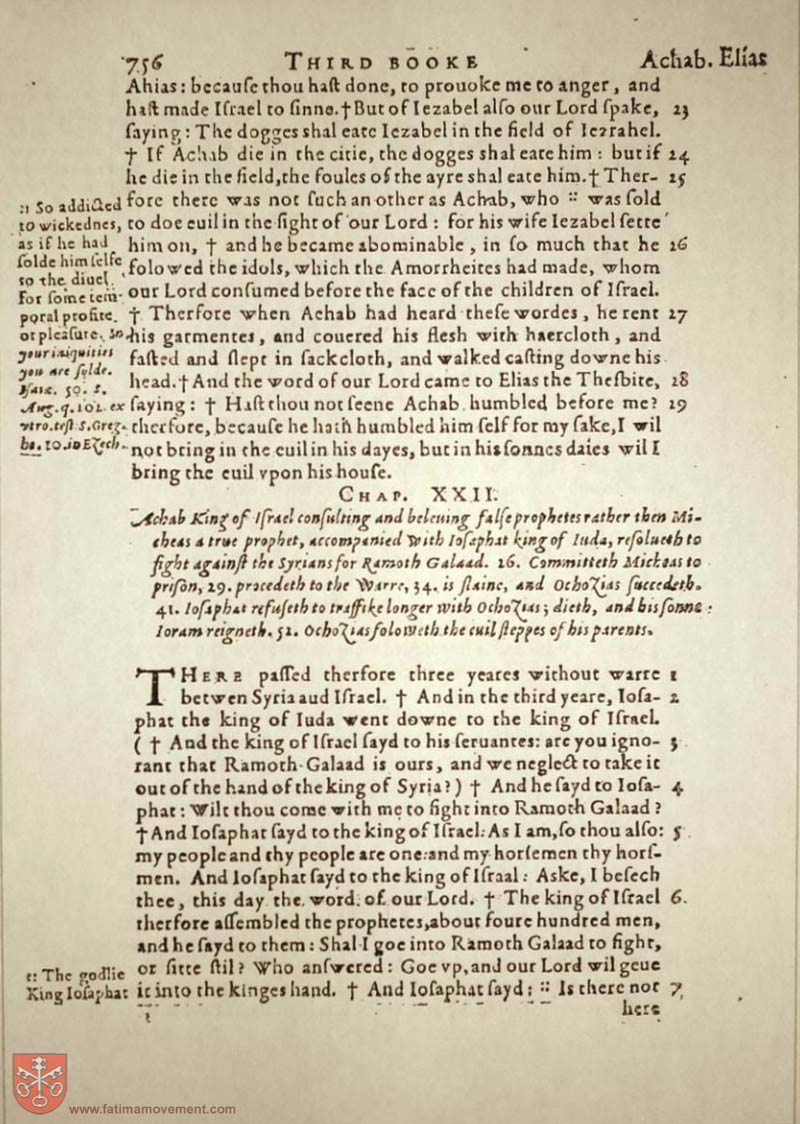 756 THIRD BOOKE Achab. Elias
Ahias: becauſe thou haſt done, to prouoke me to anger, and
haſt made Iſrael to ſinne. † But of Iezabel alſo our Lord ſpake, 23
ſaying: The dogges shal eate Iezabel in the field of Iezrahel.
† If Achab die in the citie, the dogges shal eate him: but if 24
he die in the field, the foules of the ayre shal eate him. † Ther- 25
fore there was not ſuch an other as Achab, who :: was ſold
to doe euil in the ſight of our Lord: for his wife Iezabel ſette
him on, † and he became abominable, in ſo much that he 26
folowed the idols, which the Amorrheites had made, whom
our Lord conſumed before the face of the children of Iſrael.
† Therfore when Achab had heard theſe wordes, he rent 27
his garmentes, and couered his flesh with haercloth, and
faſted and ſlept in ſackcloth, and walked caſting downe his
head. † And the word of our Lord came to Elias the Thesbite, 28
ſaying: † Haſt thou not ſeene Achab humbled before me? 29
therfore, becauſe he hath humbled him ſelf for my ſake, I wil
not bring in the euil in his dayes, but in his ſonnes daies wil I
bring the euil vpon his houſe.
:: So addicted
to wickednes,
as if he had
ſolde him ſelfe
to the diuel
for ſome tem-
poral profite.
or pleaſure. In
your iniquities
you are ſolde.
Iſaiæ. 50. 1.
Aug. q. 101. ex
vtro. teſt S. Greg.
ho. 10. in Ezech.
CHAP. XXII.
Achab King of Iſrael conſulting and beleuing falſe prophetes rather then Mi-
cheas a true prophet, accompanied with Ioſaphat king of Iuda, reſolueth to
fight againſt the Syrians for Ramoth Galaad. 26. Committeth Micheas to
priſon, 29. procedeth to the Warre, 34. is ſlaine, and Ochozias ſuccedeth.
41. Ioſaphat refuſeth to traffike longer with Ochozias; dieth, and his ſonne
Ioram reigneth. 52. Ochozias foloweth the euil ſteppes of his parents.
THERE paſſed therfore three yeares without warre 1
betwen Syria aud Iſrael. † And in the third yeare, Ioſa- 2
phat the king of Iuda went downe to the king of Iſrael.
( † And the king of Iſrael ſayd to his ſeruantes: are you igno- 3
rant that Ramoth-Galaad is ours, and we neglect to take it
out of the hand of the king of Syria?) † And he ſayd to Ioſa- 4
phat: Wilt thou come with me to fight into Ramoth Galaad?
† And Ioſaphat ſayd to the king of Iſrael: As I am, ſo thou alſo: 5
my people and thy people are one: and my horſemen thy horſ-
men. And Ioſaphat ſayd to the king of Iſraal: Aske, I beſech
thee, this day the word of our Lord. † The king of Iſrael 6.
therfore aſſembled the prophetes, about foure hundred men,
and he ſayd to them: Shal I goe into Ramoth Galaad to fight,
or ſitte ſtil? Who anſwered: Goe vp, and our Lord wil geue
it into the kinges hand. † And Ioſaphat ſayd: :: Is there not 7
here
:: The godlie
King Ioſaphat
www.fatimamovement.com